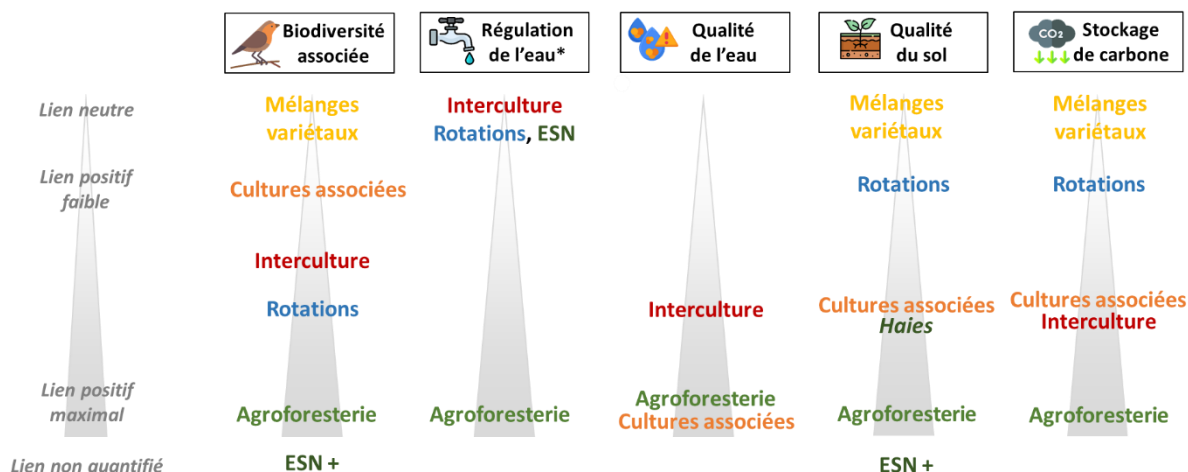 Biodiversité
associée
Régulation
de l'eau*
Qualité
de l'eau
Qualité
du sol
CO₂
Stockage
de carbone
Lien neutre
Mélanges
variétaux
Interculture
Rotations, ESN
Mélanges
variétaux
Mélanges
variétaux
Lien positif
faible
Cultures associées
Rotations
Rotations
Interculture
Rotations
Interculture
Cultures associées
Haies
Cultures associées
Interculture
Lien positif
maximal
Agroforesterie
Agroforesterie
Agroforesterie
Cultures associées
Agroforesterie
Agroforesterie
Lien non quantifié
ESN +
ESN +